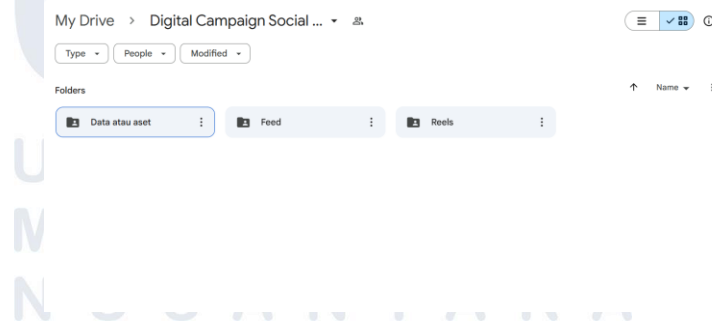 My Drive > Digital Campaign Social ...
Type People Modified
Folders
Name
Data atau aset Feed Reels
U
M
N U S A N T A R A